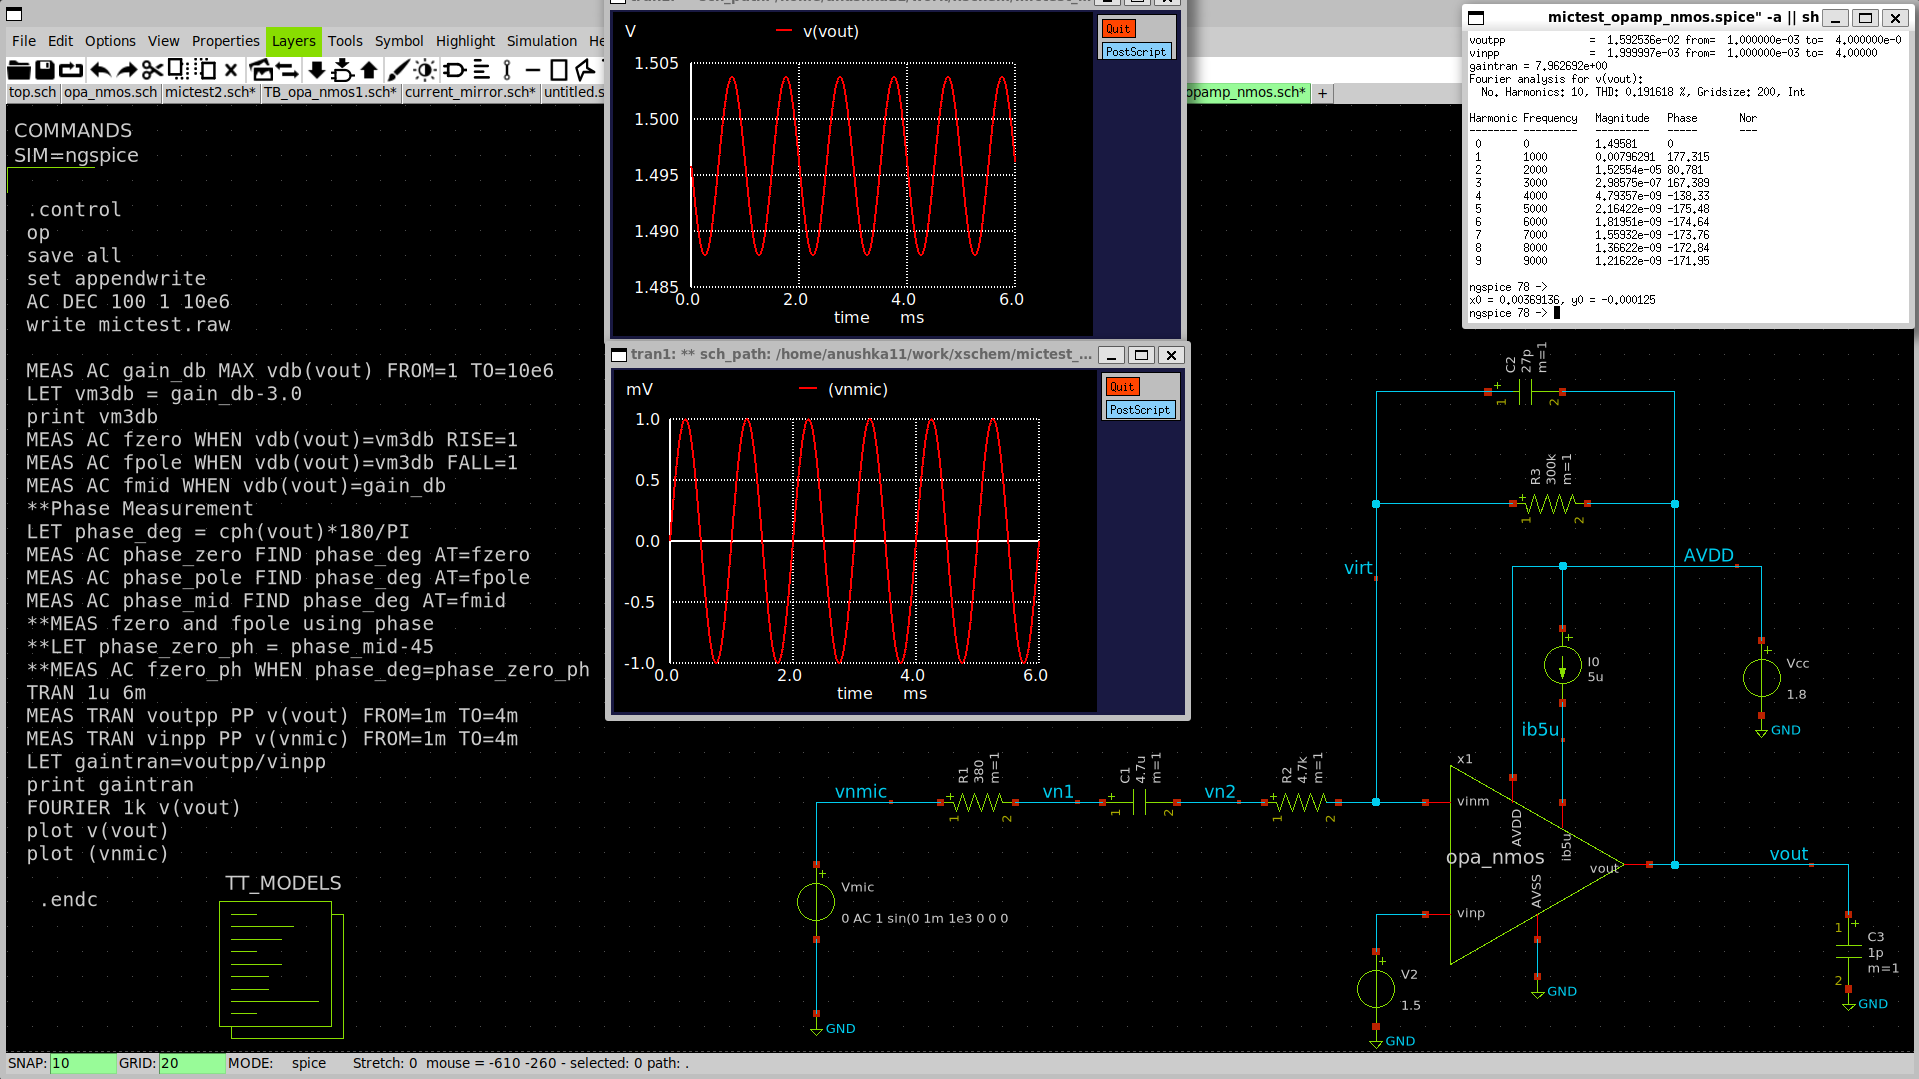 tran2: ** sch_path: /home/anushka11/work/xschem/mictest_...
File Edit Options View Properties Layers Tools Symbol Highlight Simulation He
top.sch opa_nmos.sch mictest2.sch* TB_opa_nmos1.sch* current_mirror.sch* untitled.s
opamp_nmos.sch* +
COMMANDS
SIM=ngspice
.control
op
save all
set appendwrite
AC DEC 100 1 10e6
write mictest.raw
MEAS AC gain_db MAX vdb(vout) FROM=1 TO=10e6
LET vm3db = gain_db-3.0
print vm3db
MEAS AC fzero WHEN vdb(vout)=vm3db RISE=1
MEAS AC fpole WHEN vdb(vout)=vm3db FALL=1
MEAS AC fmid WHEN vdb(vout)=gain_db
**Phase Measurement
LET phase_deg = cph(vout)*180/PI
MEAS AC phase_zero FIND phase_deg AT=fzero
MEAS AC phase_pole FIND phase_deg AT=fpole
MEAS AC phase_mid FIND phase_deg AT=fmid
**MEAS fzero and fpole using phase
**LET phase_zero_ph = phase_mid-45
**MEAS AC fzero_ph WHEN phase_deg=phase_zero_ph
TRAN 1u 6m
MEAS TRAN voutpp PP v(vout) FROM=1m TO=4m
MEAS TRAN vinpp PP v(vnmic) FROM=1m TO=4m
LET gaintran=voutpp/vinpp
print gaintran
FOURIER 1k v(vout)
plot v(vout)
plot (vnmic)
.endc
TT_MODELS
V
v(vout)
Quit
PostScript
1.505
1.500
1.495
1.490
1.485
0.0 2.0 4.0 6.0
time ms
tran1: ** sch_path: /home/anushka11/work/xschem/mictest_...
mV
(vnmic)
Quit
PostScript
1.0
0.5
0.0
-0.5
-1.0
0.0 2.0 4.0 6.0
time ms
mictest_opamp_nmos.spice" -a || sh
voutpp = 1.592536e-02 from= 1.000000e-03 to= 4.000000e-0
vinpp = 1.999997e-03 from= 1.000000e-03 to= 4.00000
gaintran = 7.962692e+00
Fourier analysis for v(vout):
No. Harmonics: 10, THD: 0.191618 %, Gridsize: 200, Int
Harmonic Frequency Magnitude Phase Nor
-------- --------- --------- ----- ---
0 0 1.49581 0
1 1000 0.00796291 177.315
2 2000 1.52554e-05 80.781
3 3000 2.98575e-07 167.389
4 4000 4.79357e-09 -138.33
5 5000 2.16422e-09 -175.48
6 6000 1.81951e-09 -174.64
7 7000 1.55932e-09 -173.76
8 8000 1.36622e-09 -172.84
9 9000 1.21622e-09 -171.95
ngspice 78 ->
x0 = 0.00369136, y0 = -0.000125
ngspice 78 ->
C2
27p
m=1
+
1 2
R3
300k
m=1
+
1 2
virt
AVDD
+
I0
5u
+
Vcc
1.8
GND
ib5u
x1
vnmic
R1
380
m=1
+
1 2
vn1
C1
4.7u
m=1
+
1 2
vn2
R2
4.7k
m=1
+
1 2
vinm
AVDD
ib5u
opa_nmos
vout
AVSS
vinp
vout
+
Vmic
0 AC 1 sin(0 1m 1e3 0 0 0
GND
+
V2
1.5
GND
GND
1 +
C3
1p
m=1
2
GND
SNAP: 10 GRID: 20 MODE: spice Stretch: 0 mouse = -610 -260 - selected: 0 path: .